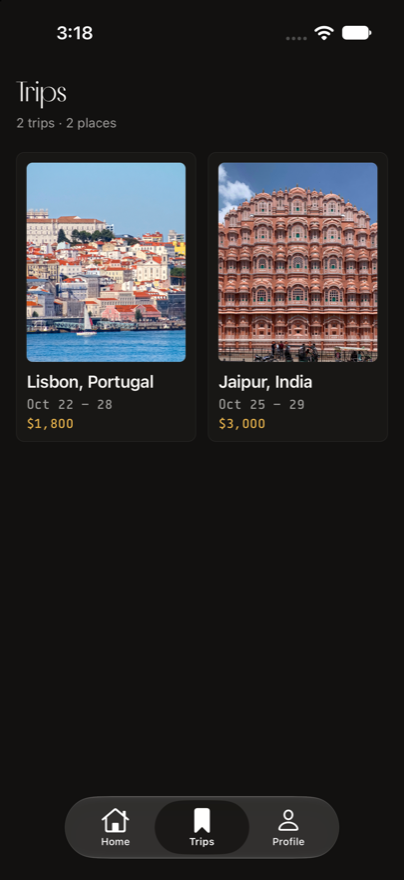 3:18
Trips
2 trips · 2 places
Lisbon, Portugal
Oct 22 – 28
$1,800
Jaipur, India
Oct 25 – 29
$3,000
Home
Trips
Profile